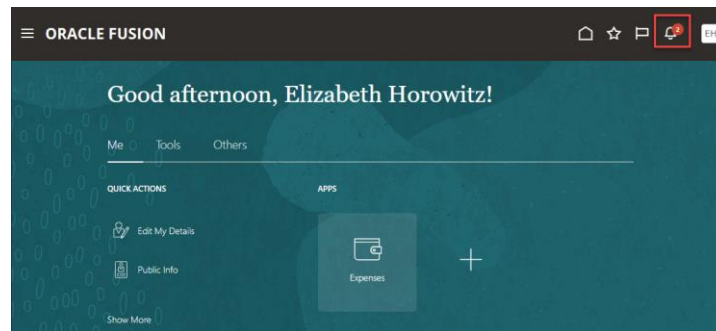 ORACLE FUSION
2
EH
Good afternoon, Elizabeth Horowitz!
Me Tools Others
QUICK ACTIONS APPS
Edit My Details
Public Info
Expenses
Show More